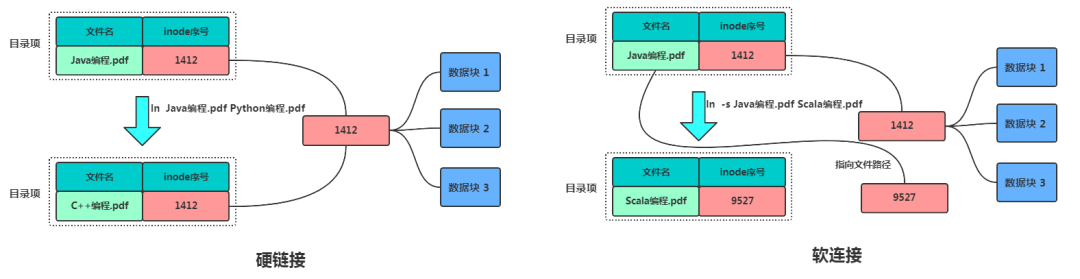 目录项
文件名 inode序号
Java编程.pdf 1412
ln Java编程.pdf Python编程.pdf
1412
数据块 1
数据块 2
数据块 3
目录项
文件名 inode序号
C++编程.pdf 1412
硬链接
目录项
文件名 inode序号
Java编程.pdf 1412
ln -s Java编程.pdf Scala编程.pdf
1412
数据块 1
数据块 2
数据块 3
指向文件路径
9527
目录项
文件名 inode序号
Scala编程.pdf 9527
软连接